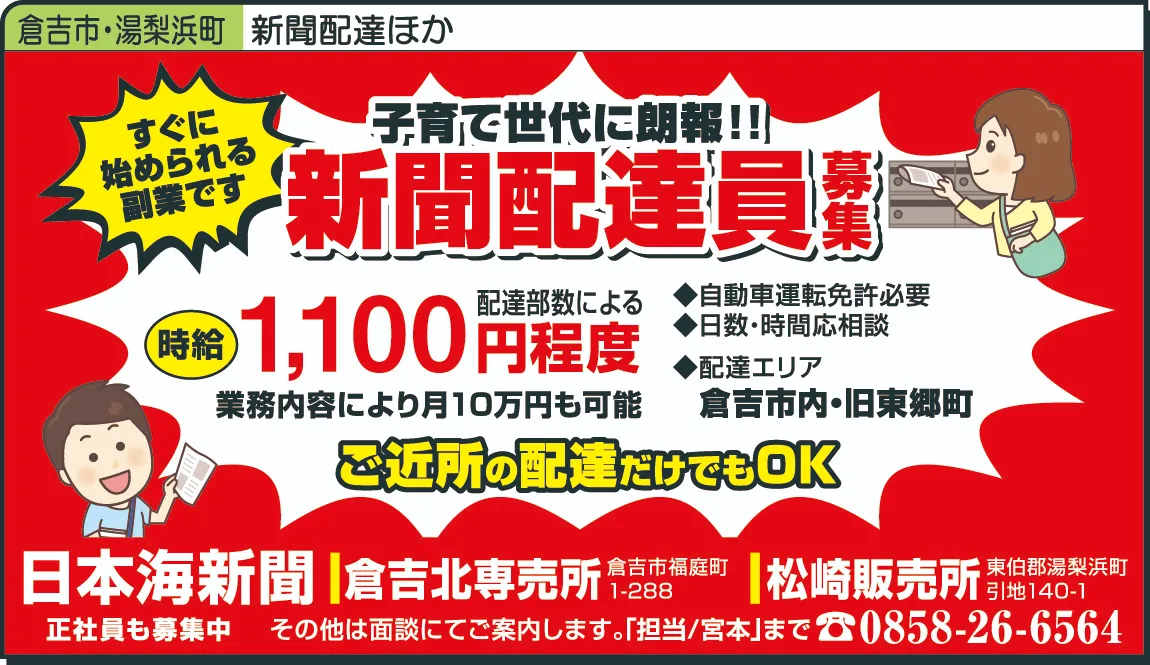 倉吉市・湯梨浜町 新聞配達ほか
すぐに
始められる
副業です
子育て世代に朗報!!
新聞配達員募集
時給1,100円程度
配達部数による
業務内容により月10万円も可能
◆自動車運転免許必要
◆日数・時間応相談
◆配達エリア
倉吉市内・旧東郷町
ご近所の配達だけでもOK
日本海新聞
倉吉北専売所 倉吉市福庭町
1-288
松崎販売所 東伯郡湯梨浜町
引地140-1
正社員も募集中 その他は面談にてご案内します。「担当/宮本」まで ☎0858-26-6564